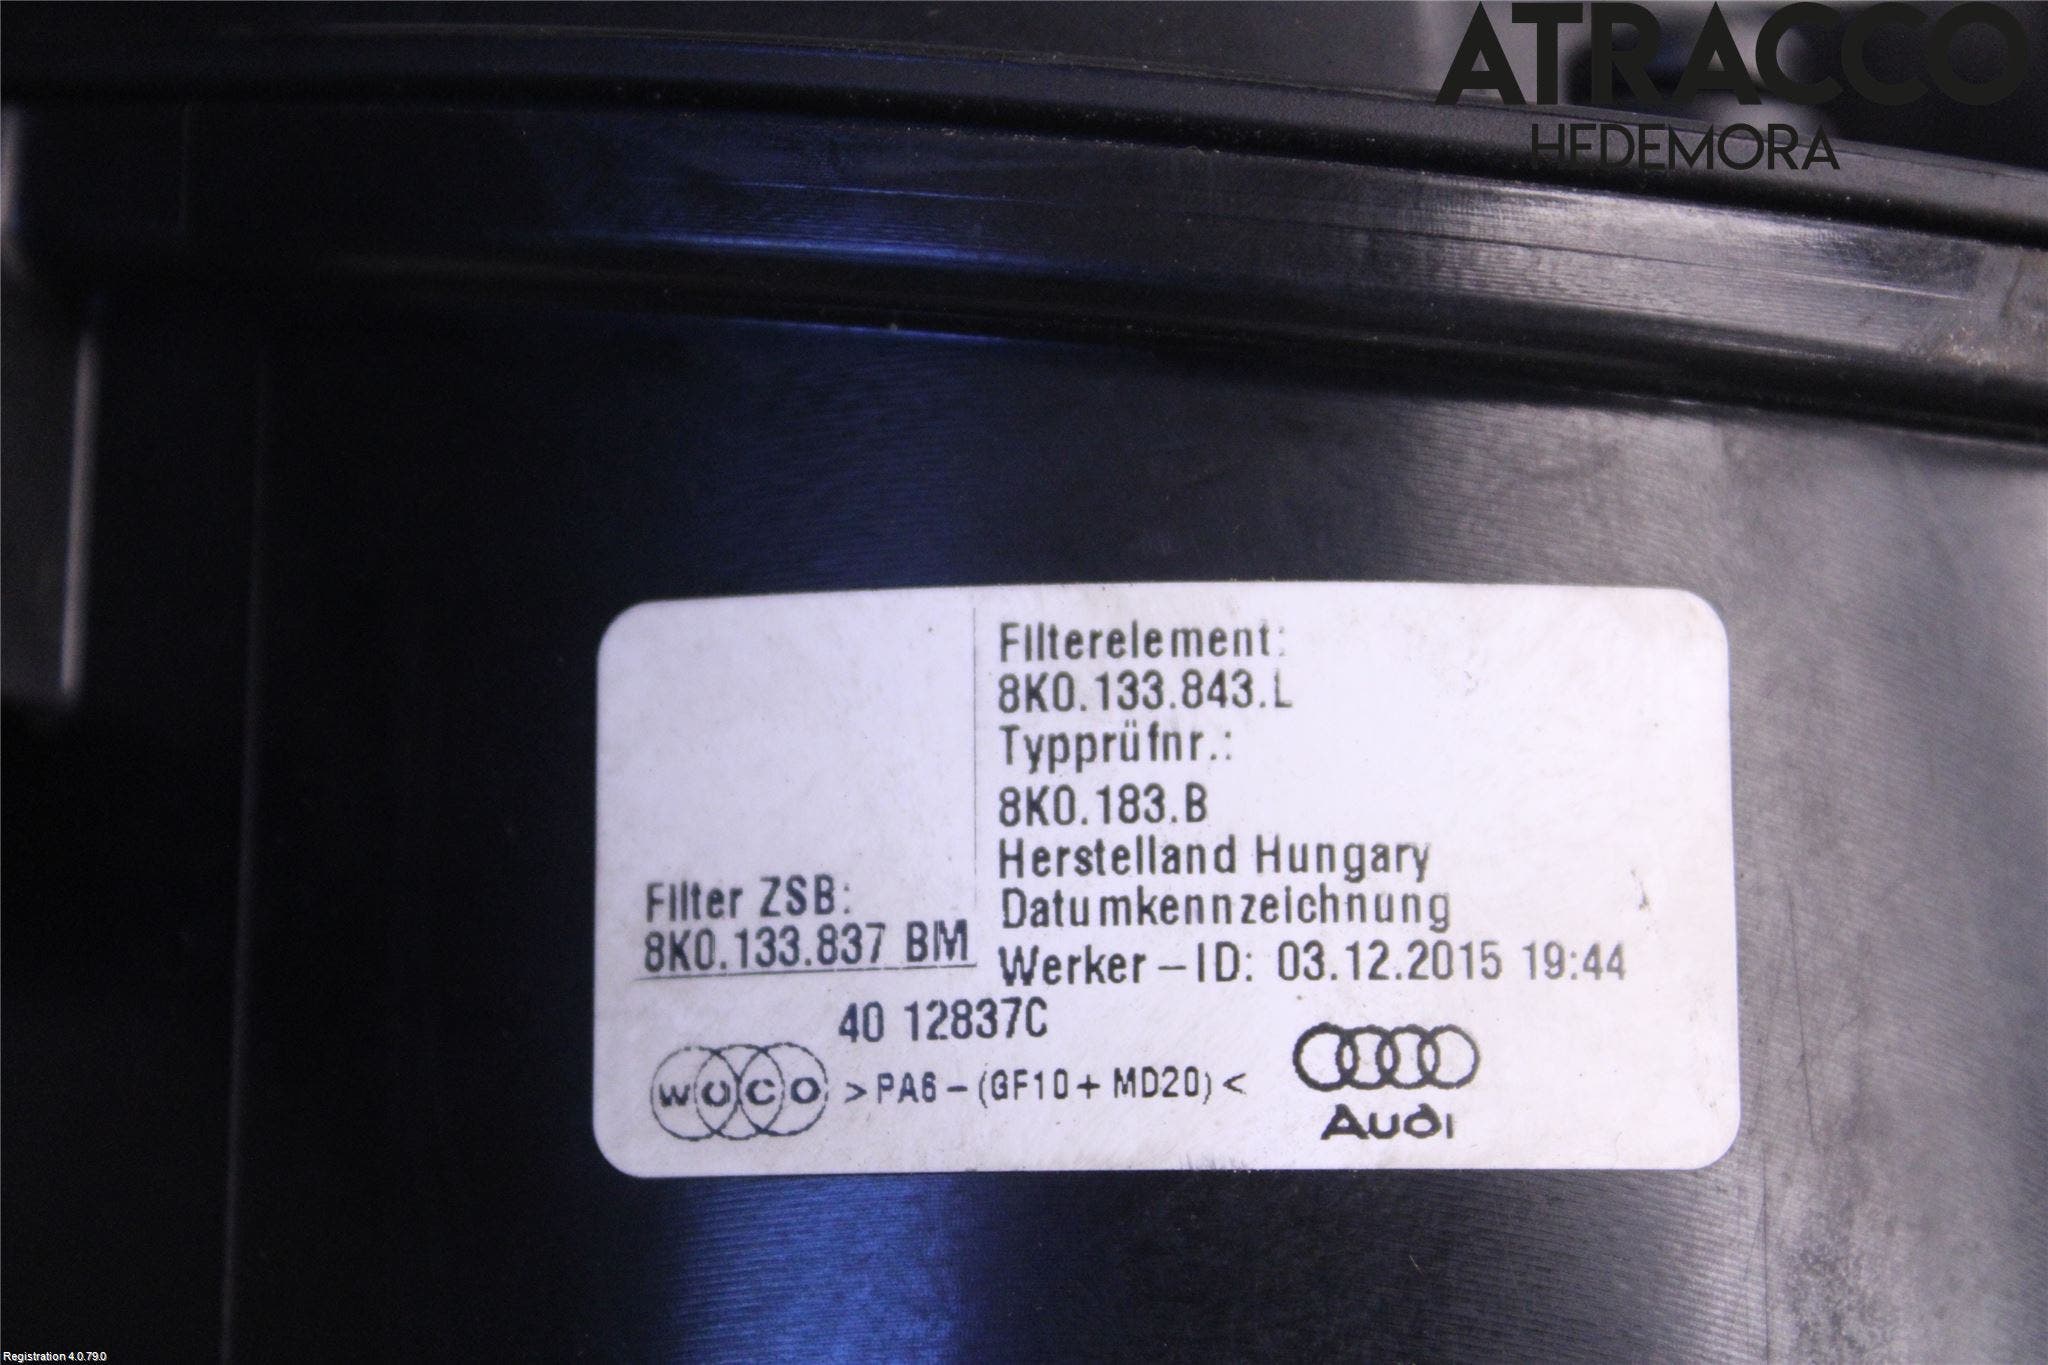 ATRACCO
HEDEMORA
Filterelement:
8K0.133.843.L
Typprüfnr.:
8K0.183.B
Herstelland Hungary
Datumkennzeichnung
Werker-ID: 03.12.2015 19:44
Filter ZSB:
8K0.133.837 BM
40 12837C
WOCO >PA6-(GF10+MD20)<
Audi
Registration 4.0.79.0